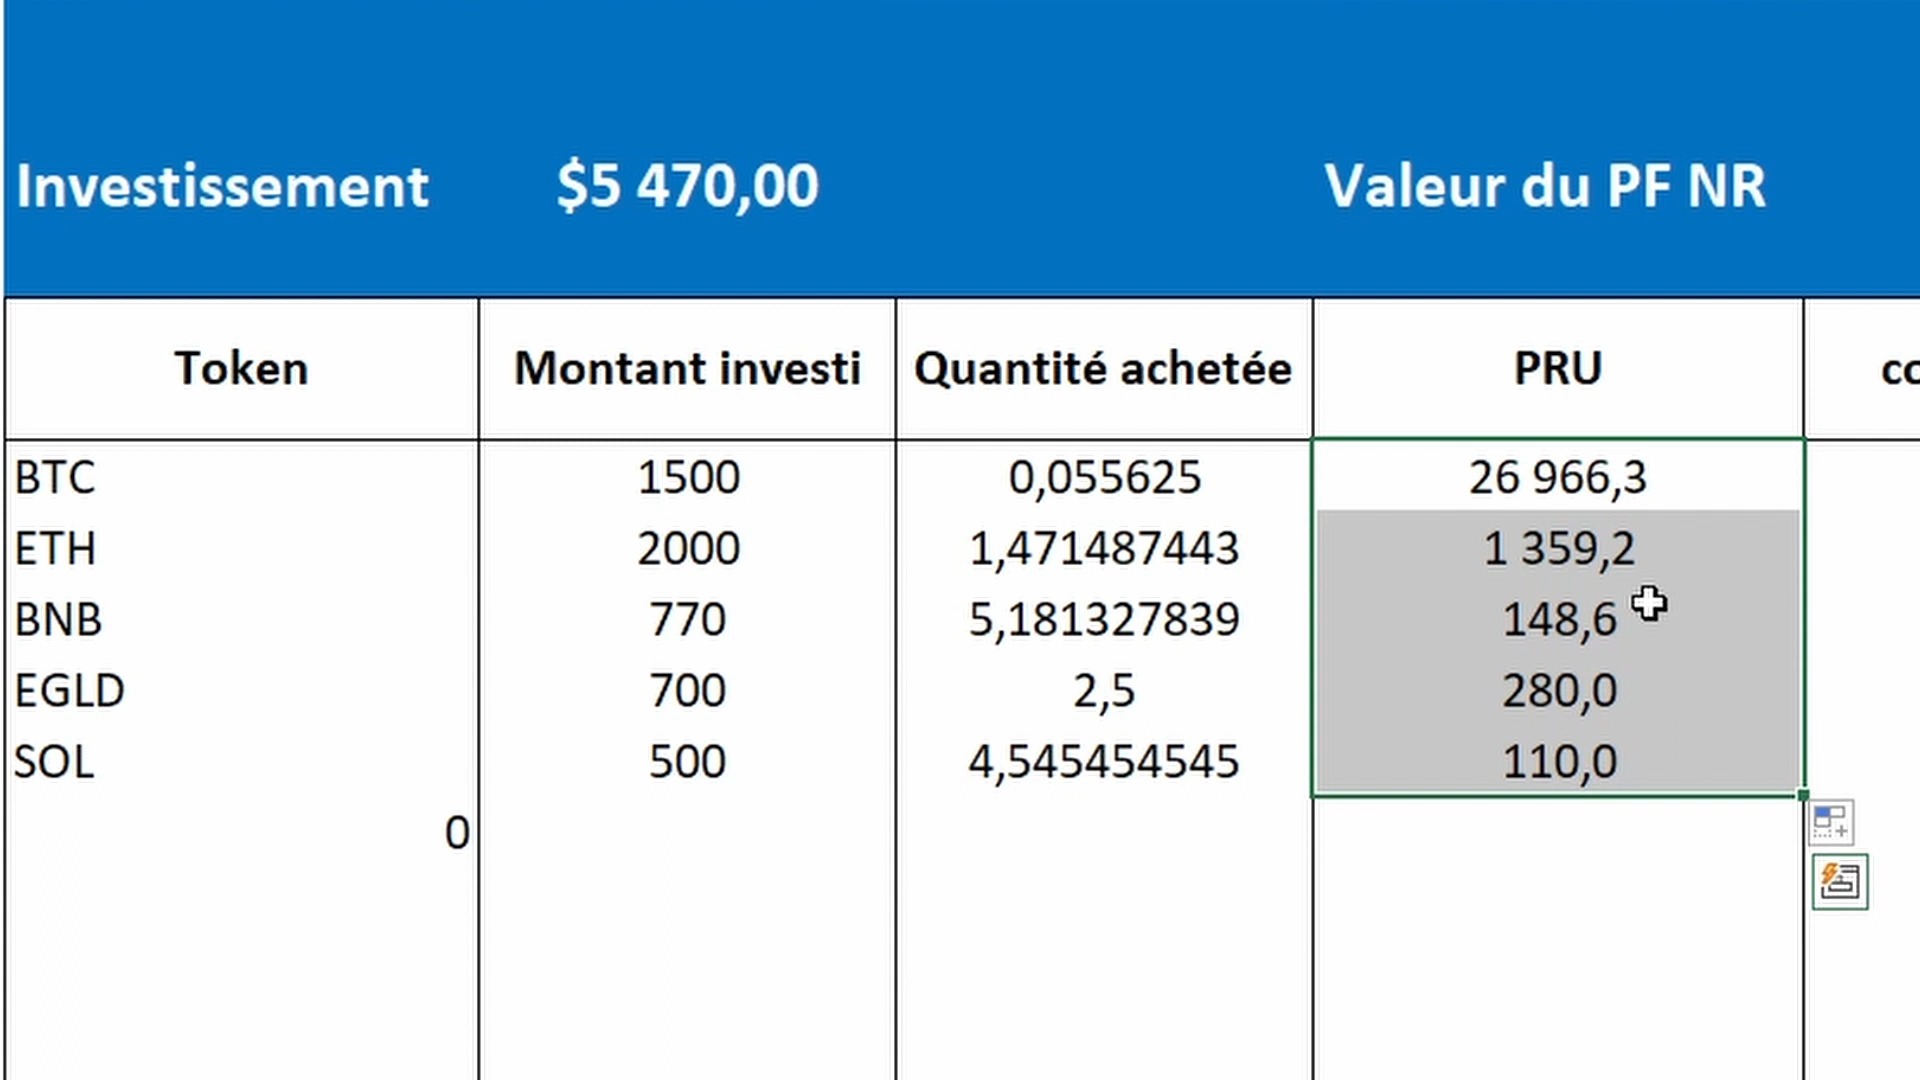 Investissement $5 470,00 Valeur du PF NR
Token Montant investi Quantité achetée PRU co
BTC 1500 0,055625 26 966,3
ETH 2000 1,471487443 1 359,2
BNB 770 5,181327839 148,6
EGLD 700 2,5 280,0
SOL 500 4,545454545 110,0
0